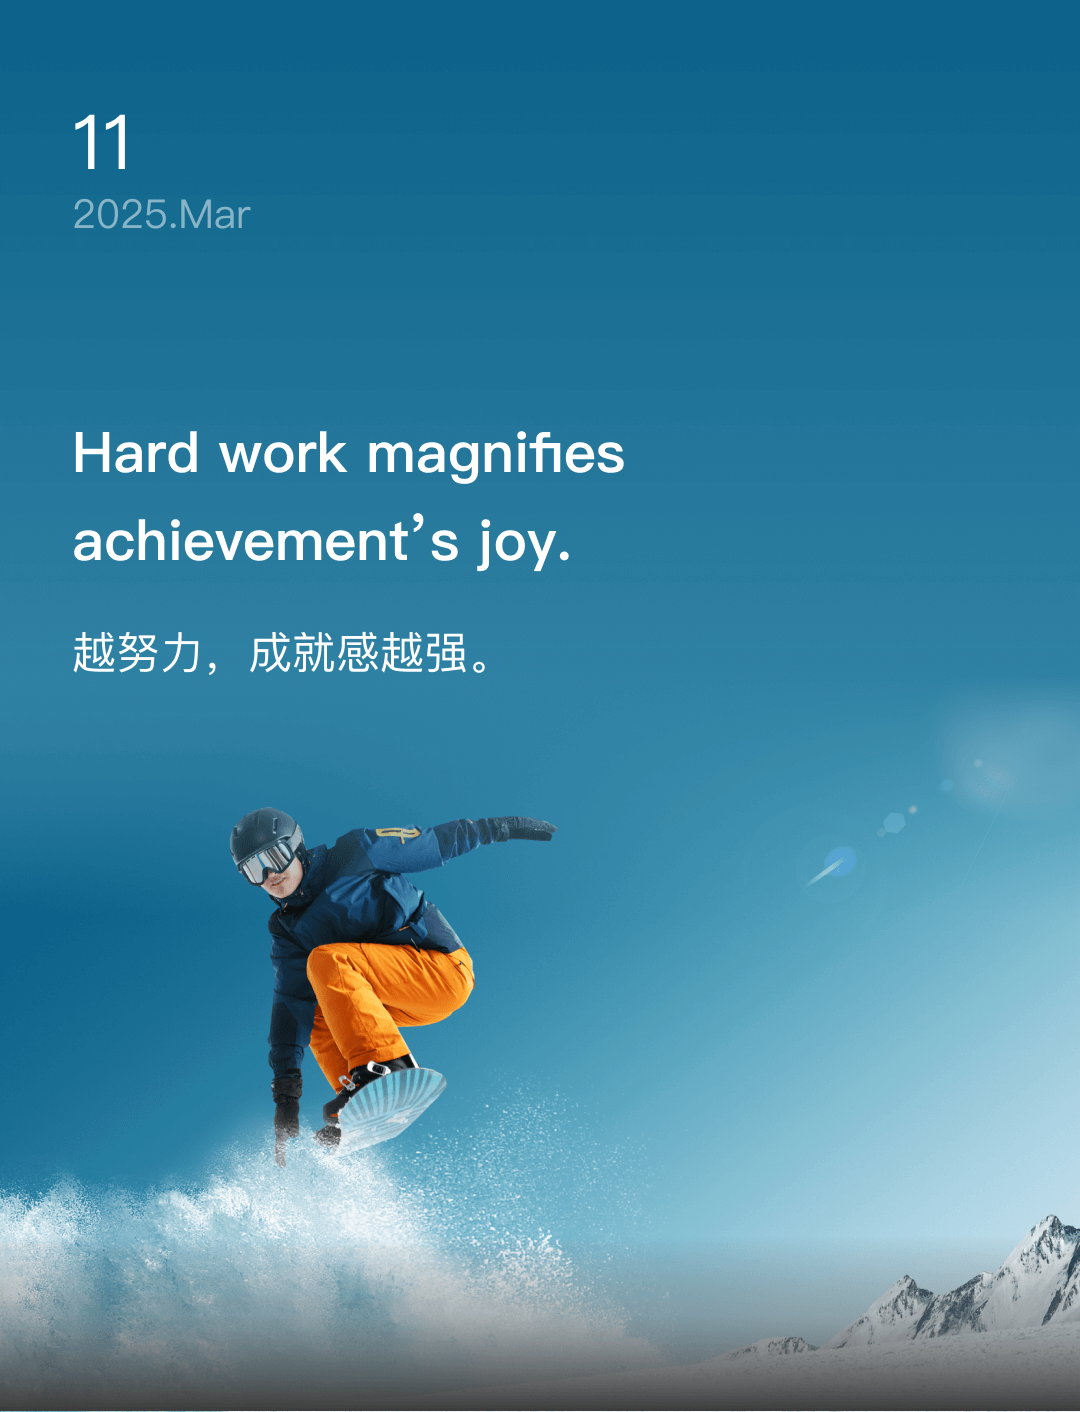 11
2025.Mar
Hard work magnifies
achievement’s joy.
越努力，成就感越强。